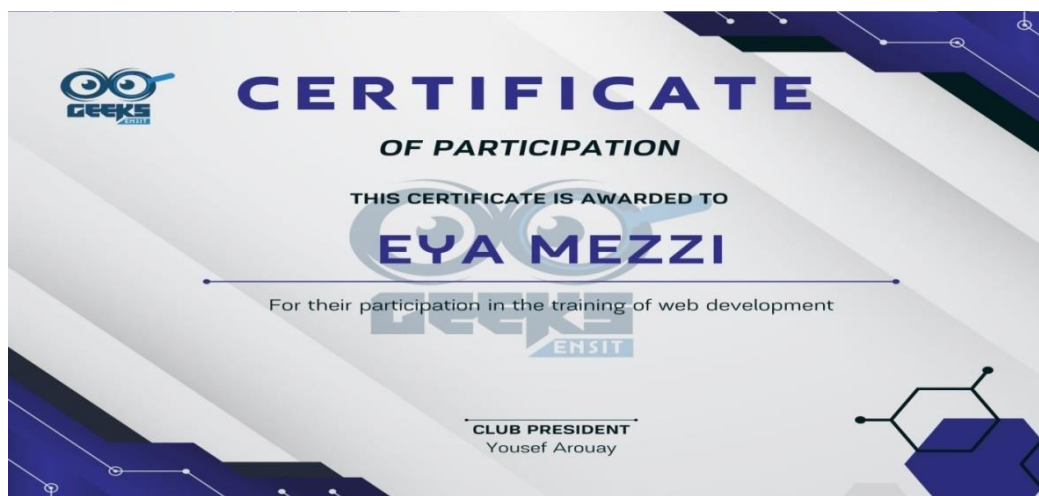 GEEKS
ENSIT
CERTIFICATE
OF PARTICIPATION
THIS CERTIFICATE IS AWARDED TO
EYA MEZZI
For their participation in the training of web development
GEEKS
ENSIT
CLUB PRESIDENT
Yousef Arouay